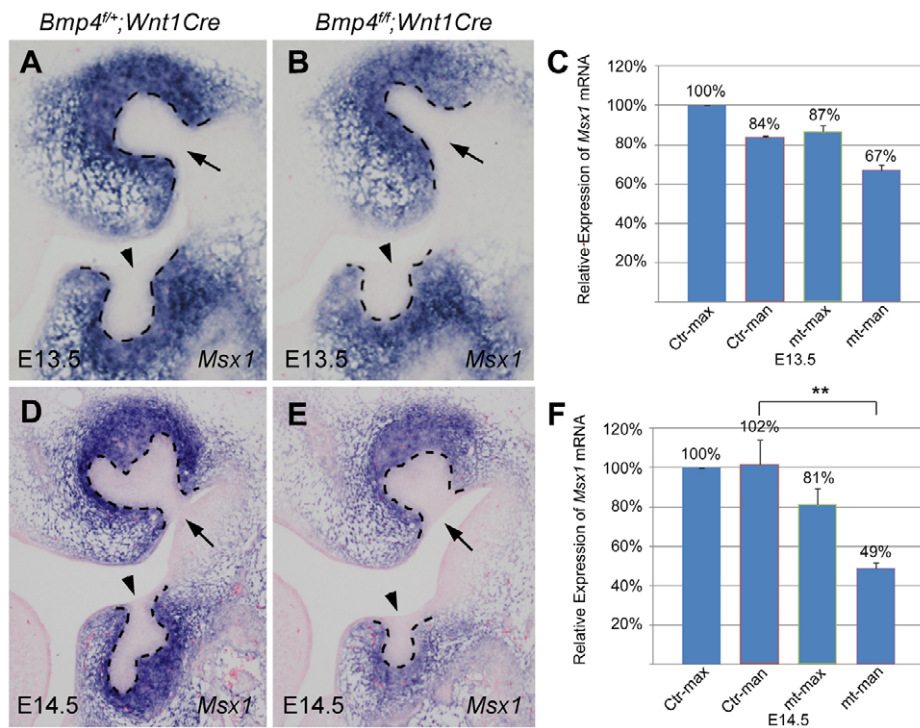 Bmp4f/+;Wnt1Cre
Bmp4f/f;Wnt1Cre
A
E13.5
Msx1
B
E13.5
Msx1
C
Relative-Expression of Msx1 mRNA
120%
100%
80%
60%
40%
20%
100%
84%
87%
67%
Ctr-max
Ctr-man
mt-max
mt-man
E13.5
D
E14.5
Msx1
E
E14.5
Msx1
F
Relative Expression of Msx1 mRNA
120%
100%
80%
60%
40%
20%
**
100%
102%
81%
49%
Ctr-max
Ctr-man
mt-max
mt-man
E14.5